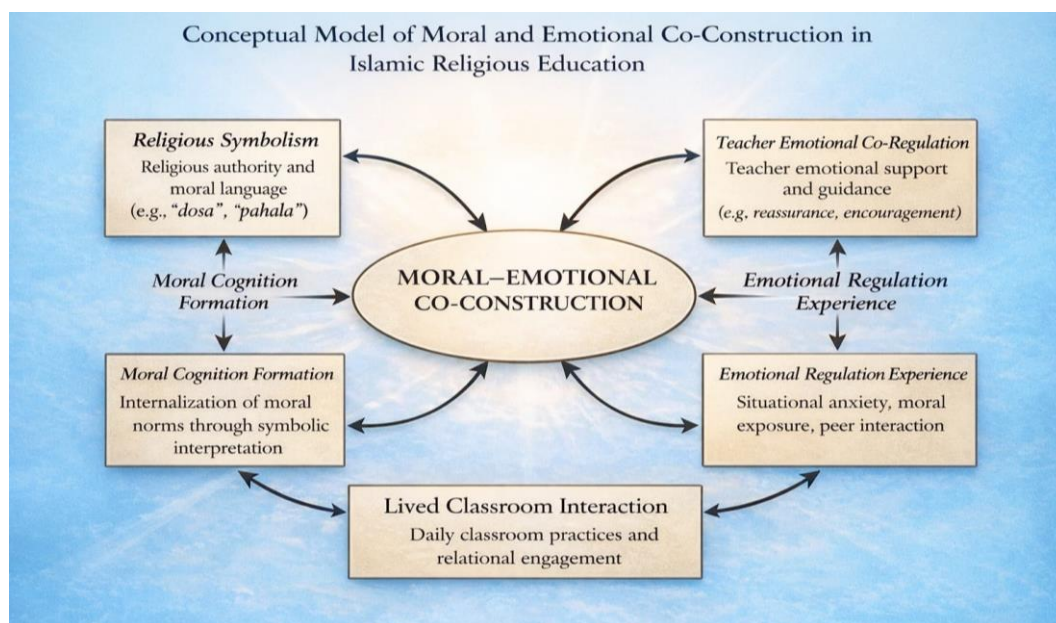 Conceptual Model of Moral and Emotional Co-Construction in
Islamic Religious Education
Religious Symbolism
Religious authority and
moral language
(e.g., “dosa”, “pahala”)
Teacher Emotional Co-Regulation
Teacher emotional support
and guidance
(e.g, reassurance, encouragement)
Moral Cognition
Formation
MORAL–EMOTIONAL
CO-CONSTRUCTION
Emotional Regulation
Experience
Moral Cognition Formation
Internalization of moral
norms through symbolic
interpretation
Emotional Regulation Experience
Situational anxiety, moral
exposure, peer interaction
Lived Classroom Interaction
Daily classroom practices and
relational engagement